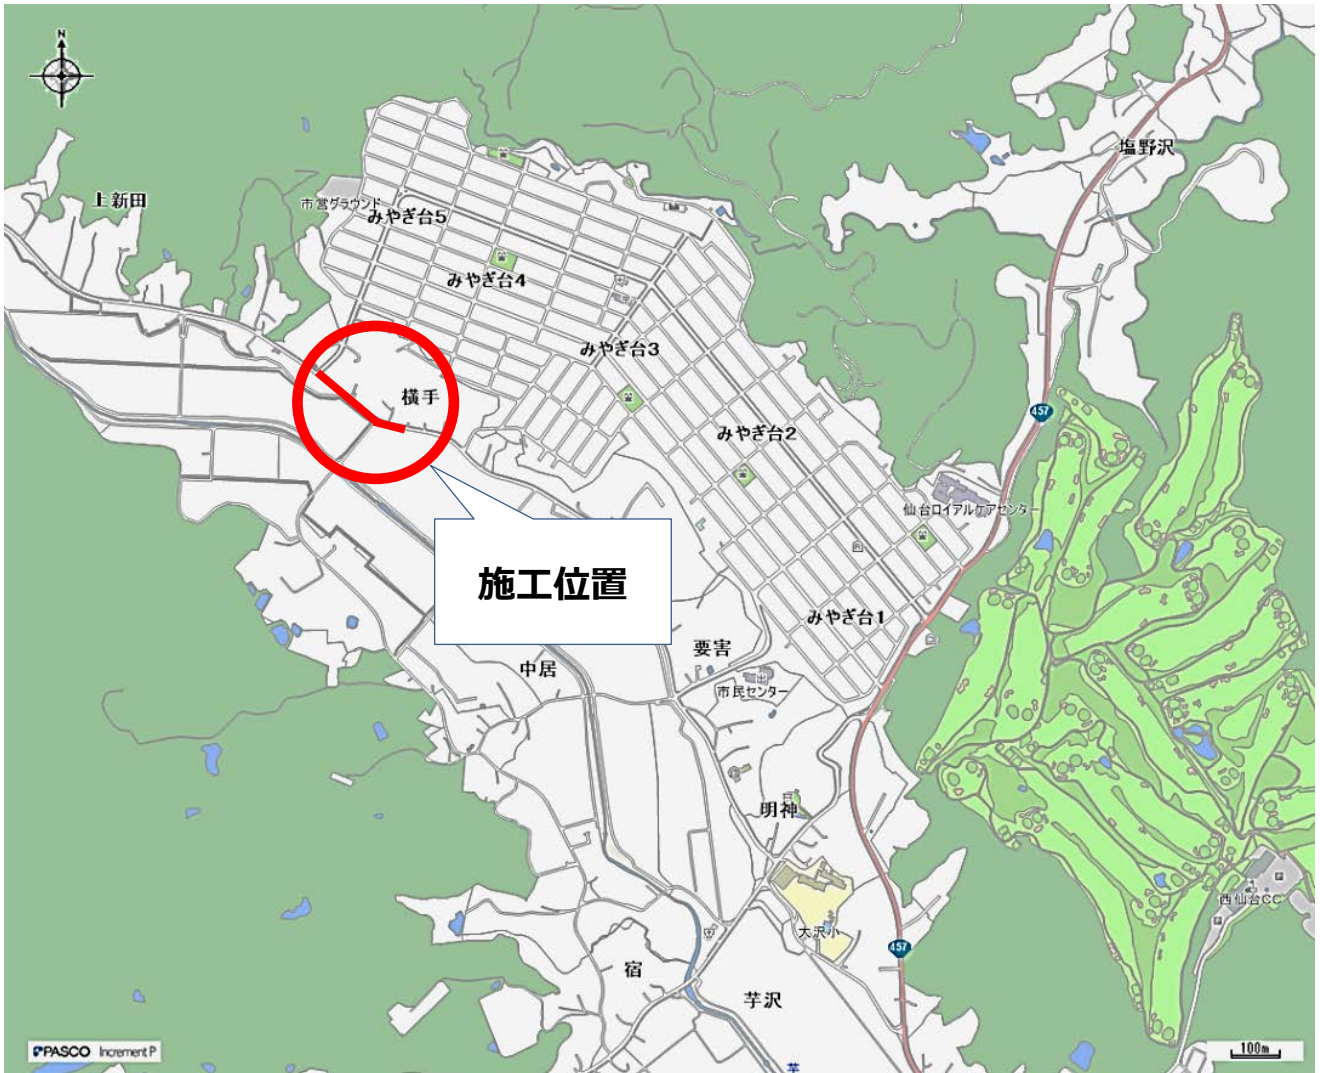 N
塩野沢
上新田
市営グラウンド
みやぎ台5
みやぎ台4
みやぎ台3
横手
457
みやぎ台2
仙台ロイアルケアセンター
施工位置
みやぎ台1
要害
中居
市民センター
明神
西仙台CC
大沢小
457
宿
芋沢
PASCO Increment P
100m
芋